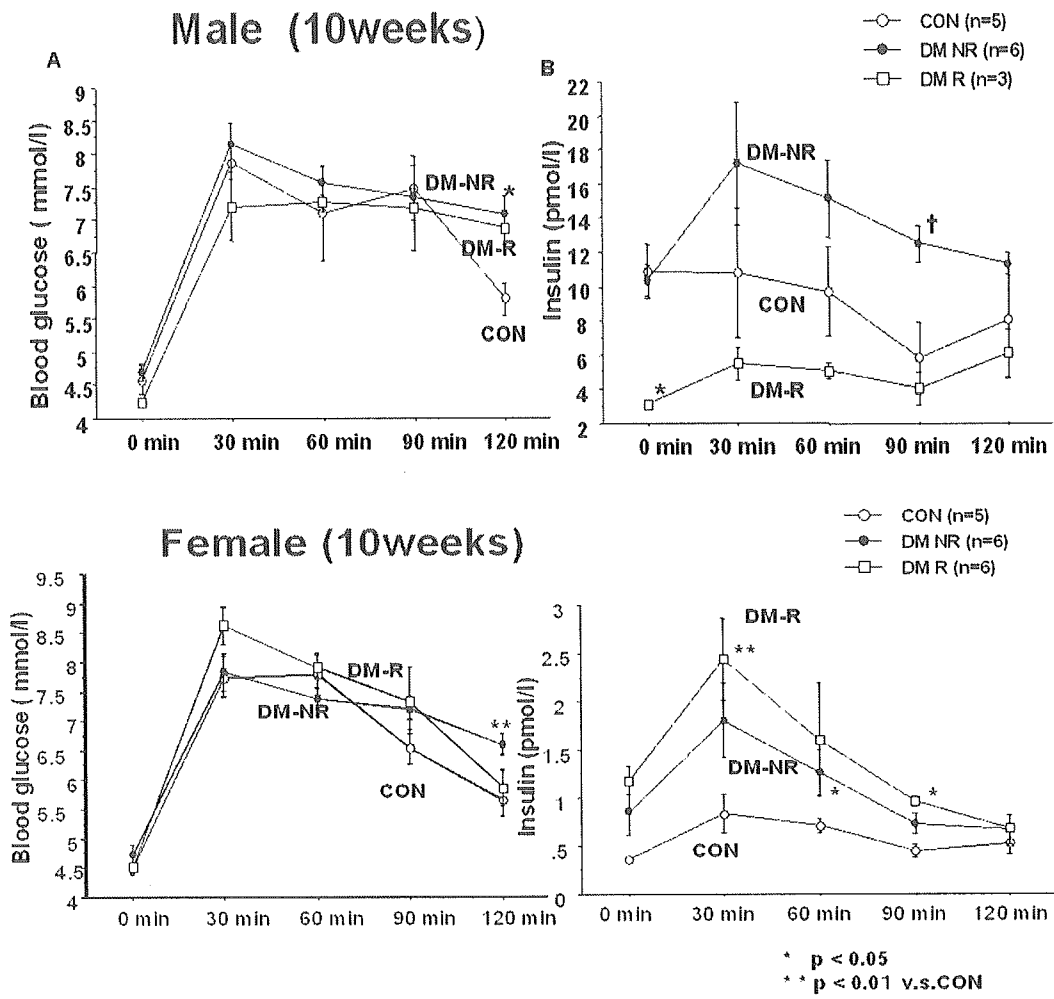 Male (10weeks)
CON (n=5)
DM NR (n=6)
DM R (n=3)
A
B
Blood glucose ( mmol/l)
9
8.5
8
7.5
7
6.5
6
5.5
5
4.5
4
DM-NR
*
DM-R
CON
0 min 30 min 60 min 90 min 120 min
Insulin (pmol/l)
22
20
18
16
14
12
10
8
6
4
2
DM-NR
†
CON
*
DM-R
0 min 30 min 60 min 90 min 120 min
Female (10weeks)
CON (n=5)
DM NR (n=6)
DM R (n=6)
Blood glucose ( mmol/l)
9.5
9
8.5
8
7.5
7
6.5
6
5.5
5
4.5
4
DM-R
DM-NR
**
CON
0 min 30 min 60 min 90 min 120 min
Insulin (pmol/l)
3
2.5
2
1.5
1
.5
0
DM-R
**
DM-NR
*
*
CON
0 min 30 min 60 min 90 min 120 min
* p < 0.05
* * p < 0.01 v.s.CON